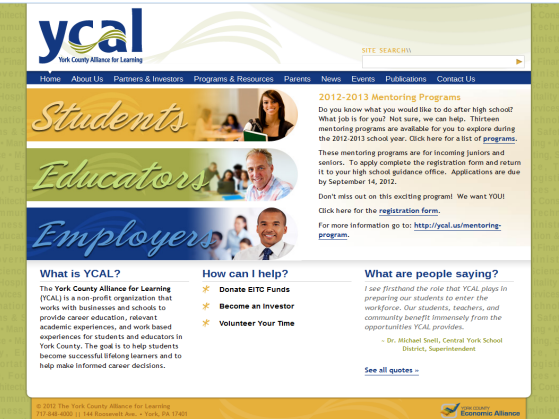 ycal
York County Alliance for Learning
SITE SEARCH\\
Home About Us Partners & Investors Programs & Resources Parents News Events Publications Contact Us
Students
Educators
Employers
2012-2013 Mentoring Programs
Do you know what you would like to do after high school?
What job is for you? Not sure, we can help. Thirteen
mentoring programs are available for you to explore during
the 2012-2013 school year. Click here for a list of programs.
These mentoring programs are for incoming juniors and
seniors. To apply complete the registration form and return
it to your high school guidance office. Applications are due
by September 14, 2012.
Don't miss out on this exciting program! We want YOU!
Click here for the registration form.
For more information go to: http://ycal.us/mentoring-
program.
What is YCAL?
The York County Alliance for Learning
(YCAL) is a non-profit organization that
works with businesses and schools to
provide career education, relevant
academic experiences, and work based
experiences for students and educators in
York County. The goal is to help students
become successful lifelong learners and to
help make informed career decisions.
How can I help?
Donate EITC Funds
Become an Investor
Volunteer Your Time
What are people saying?
I see firsthand the role that YCAL plays in
preparing our students to enter the
workforce. Our students, teachers, and
community benefit immensely from the
opportunities YCAL provides.
- Dr. Michael Snell, Central York School
District, Superintendent
See all quotes »
© 2012 The York County Alliance for Learning
717-848-4000 || 144 Roosevelt Ave. • York, PA 17401
YORK COUNTY
Economic Alliance